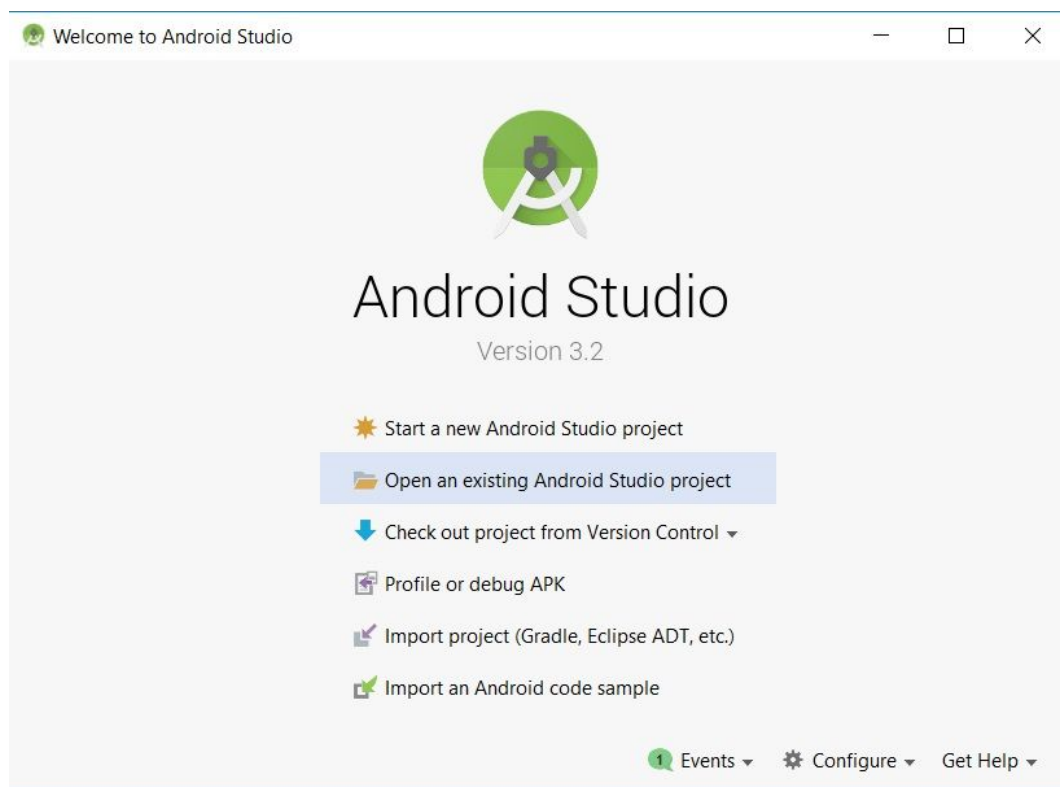 Welcome to Android Studio
Android Studio
Version 3.2
Start a new Android Studio project
Open an existing Android Studio project
Check out project from Version Control
Profile or debug APK
Import project (Gradle, Eclipse ADT, etc.)
Import an Android code sample
1 Events Configure Get Help